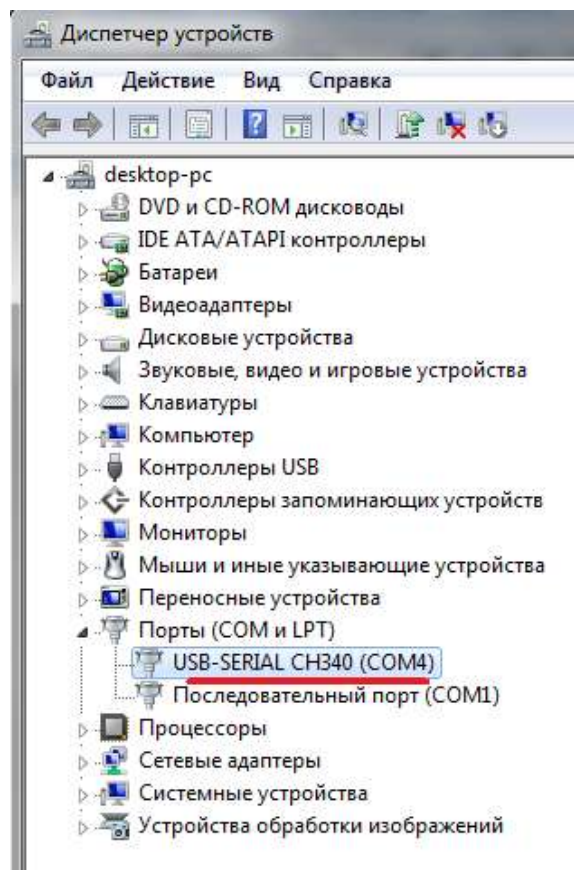 Диспетчер устройств
Файл Действие Вид Справка
desktop-pc
DVD и CD-ROM дисководы
IDE ATA/ATAPI контроллеры
Батареи
Видеоадаптеры
Дисковые устройства
Звуковые, видео и игровые устройства
Клавиатуры
Компьютер
Контроллеры USB
Контроллеры запоминающих устройств
Мониторы
Мыши и иные указывающие устройства
Переносные устройства
Порты (COM и LPT)
USB-SERIAL CH340 (COM4)
Последовательный порт (COM1)
Процессоры
Сетевые адаптеры
Системные устройства
Устройства обработки изображений